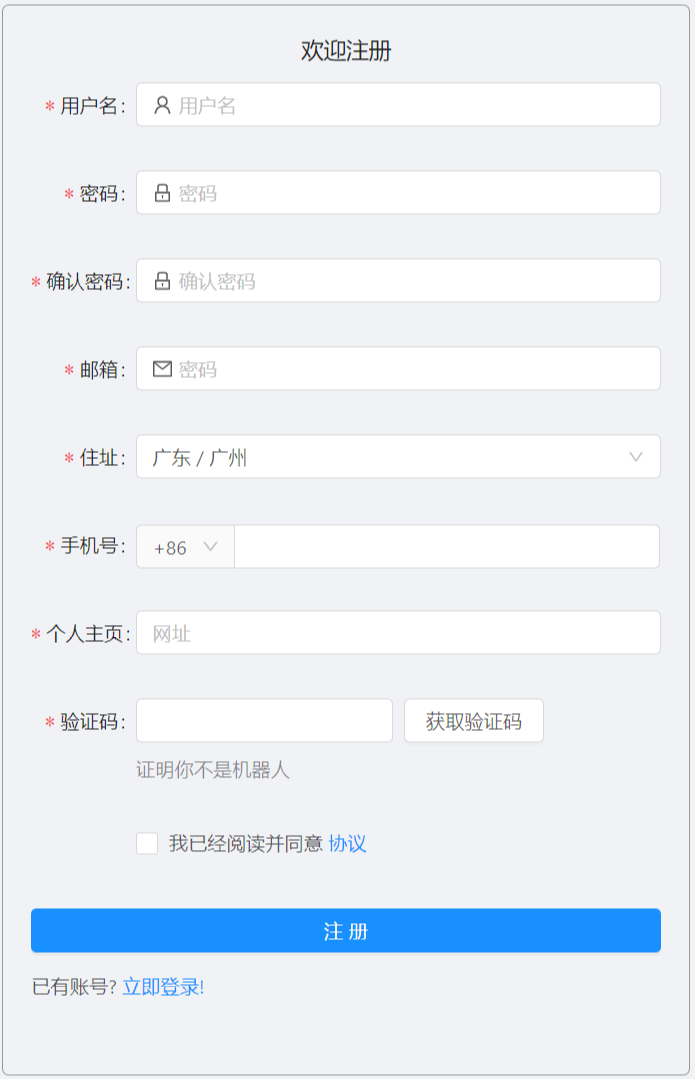 欢迎注册
* 用户名: 用户名
* 密码: 密码
* 确认密码: 确认密码
* 邮箱: 密码
* 住址: 广东 / 广州
* 手机号: +86
* 个人主页: 网址
* 验证码: 获取验证码
证明你不是机器人
我已经阅读并同意 协议
注 册
已有账号? 立即登录!